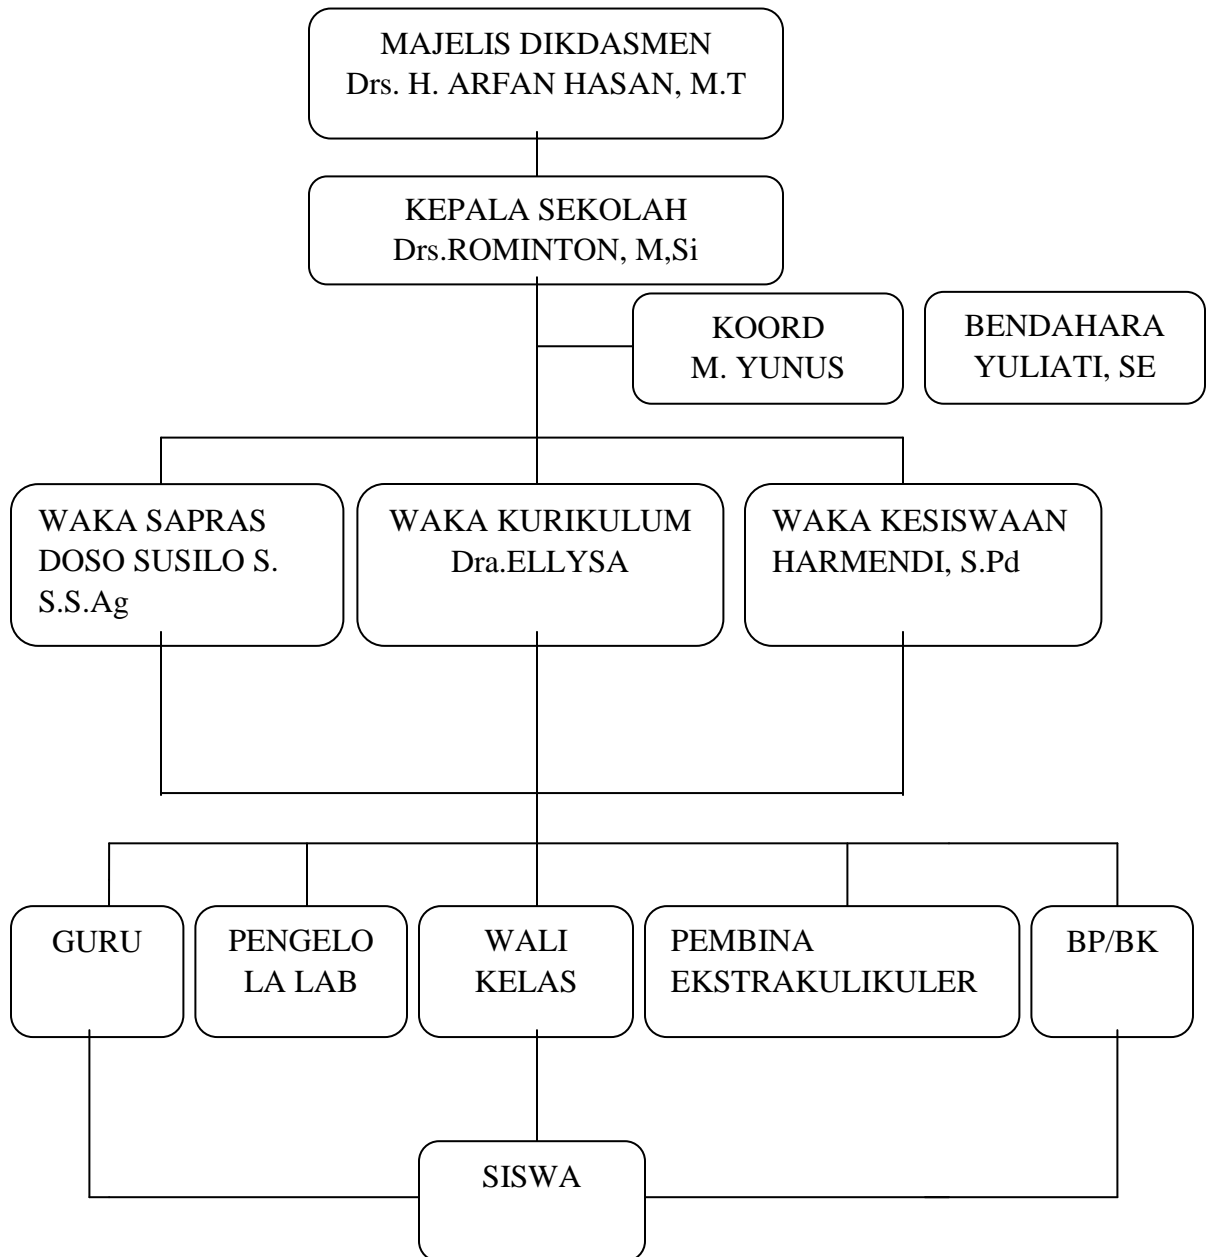 MAJELIS DIKDASMEN
Drs. H. ARFAN HASAN, M.T
KEPALA SEKOLAH
Drs.ROMINTON, M,Si
KOORD
M. YUNUS
BENDAHARA
YULIATI, SE
WAKA SAPRAS
DOSO SUSILO S.
S.S.Ag
WAKA KURIKULUM
Dra.ELLYSA
WAKA KESISWAAN
HARMENDI, S.Pd
GURU
PENGELO
LA LAB
WALI
KELAS
PEMBINA
EKSTRAKULIKULER
BP/BK
SISWA